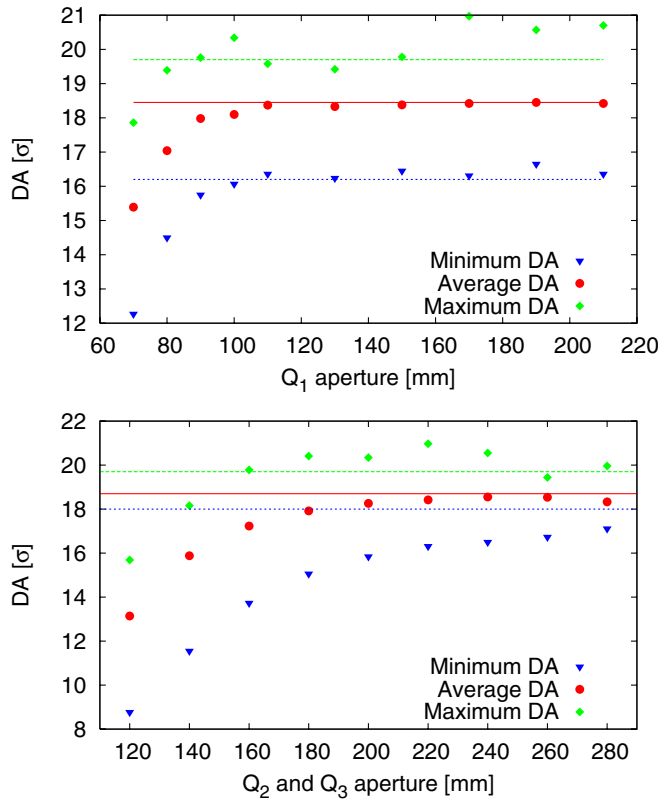 21
20
19
18
17
16
15
14
13
12
DA [σ]
Minimum DA
Average DA
Maximum DA
60 80 100 120 140 160 180 200 220
Q1 aperture [mm]
22
20
18
16
14
12
10
8
DA [σ]
Minimum DA
Average DA
Maximum DA
120 140 160 180 200 220 240 260 280
Q2 and Q3 aperture [mm]